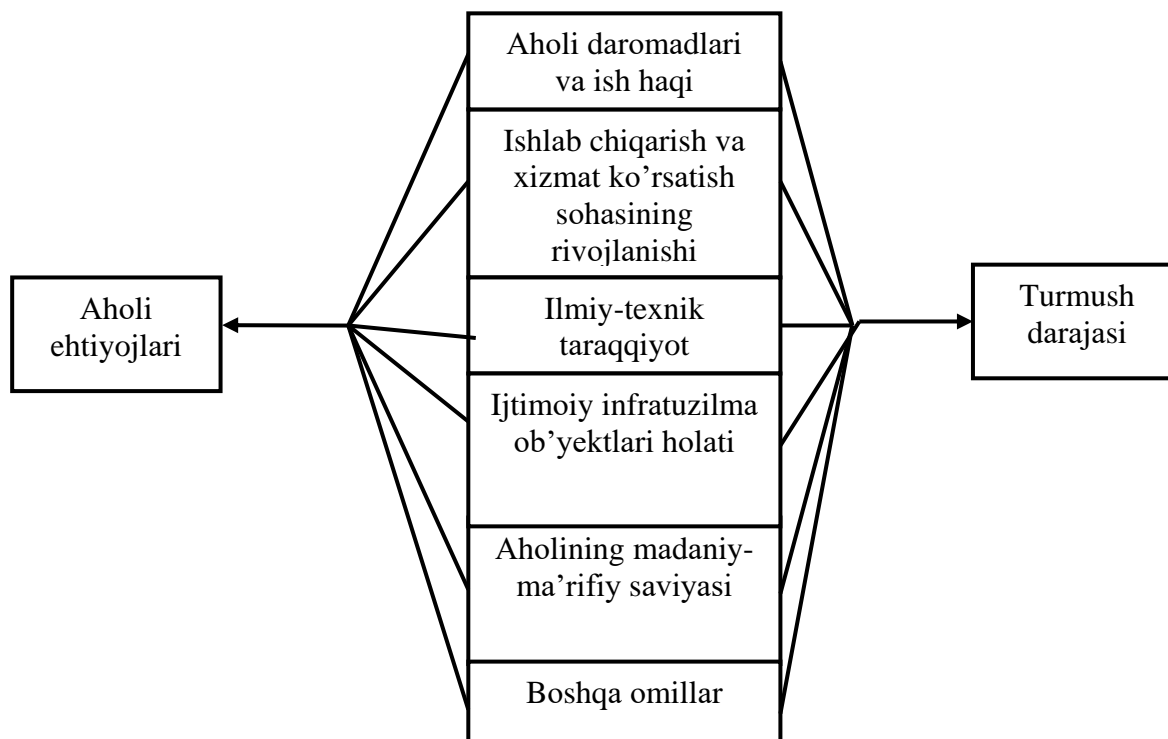 Aholi daromadlari
va ish haqi
Ishlab chiqarish va
xizmat ko’rsatish
sohasining
rivojlanishi
Aholi
ehtiyojlari
Ilmiy-texnik
taraqqiyot
Turmush
darajasi
Ijtimoiy infratuzilma
ob’yektlari holati
Aholining madaniy-
ma’rifiy saviyasi
Boshqa omillar